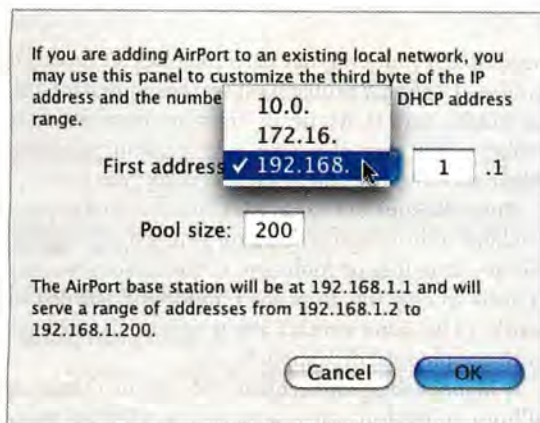 If you are adding AirPort to an existing local network, you
may use this panel to customize the third byte of the IP
address and the numbe DHCP address
range.
10.0.
172.16.
First address ✓ 192.168. 1 .1
Pool size: 200
The AirPort base station will be at 192.168.1.1 and will
serve a range of addresses from 192.168.1.2 to
192.168.1.200.
Cancel OK